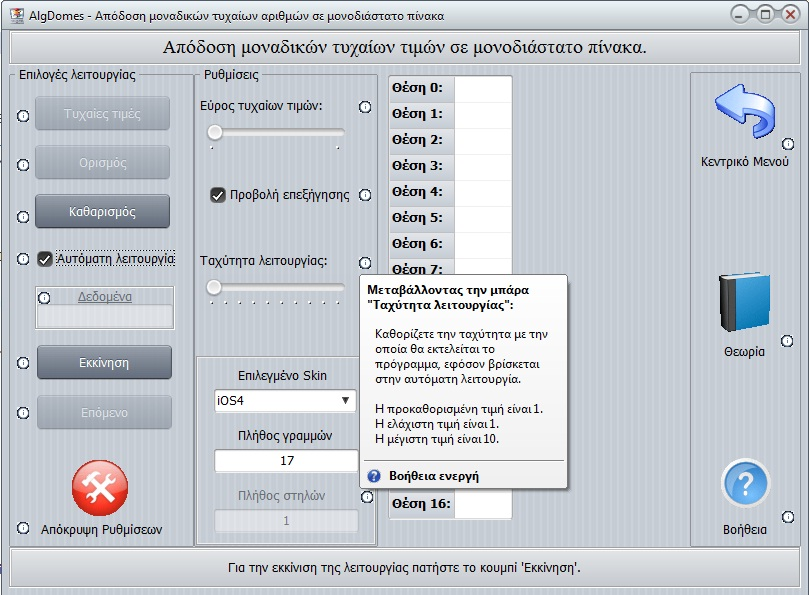 AlgDomes - Απόδοση μοναδικών τυχαίων αριθμών σε μονοδιάστατο πίνακα
Απόδοση μοναδικών τυχαίων τιμών σε μονοδιάστατο πίνακα.
Επιλογές λειτουργίας
Τυχαίες τιμές
Ορισμός
Καθαρισμός
Αυτόματη λειτουργία
Δεδομένα
Εκκίνηση
Επόμενο
Απόκρυψη Ρυθμίσεων
Ρυθμίσεις
Εύρος τυχαίων τιμών:
Προβολή επεξήγησης
Ταχύτητα λειτουργίας:
Επιλεγμένο Skin
iOS4
Πλήθος γραμμών
17
Πλήθος στηλών
1
Θέση 0:
Θέση 1:
Θέση 2:
Θέση 3:
Θέση 4:
Θέση 5:
Θέση 6:
Θέση 7:
Μεταβάλλοντας την μπάρα
"Ταχύτητα λειτουργίας":
Καθορίζετε την ταχύτητα με την
οποία θα εκτελείται το
πρόγραμμα, εφόσον βρίσκεται
στην αυτόματη λειτουργία.
Η προκαθορισμένη τιμή είναι 1.
Η ελάχιστη τιμή είναι 1.
Η μέγιστη τιμή είναι 10.
Βοήθεια ενεργή
Θέση 16:
Κεντρικό Μενού
Θεωρία
Βοήθεια
Για την εκκίνηση της λειτουργίας πατήστε το κουμπί 'Εκκίνηση'.